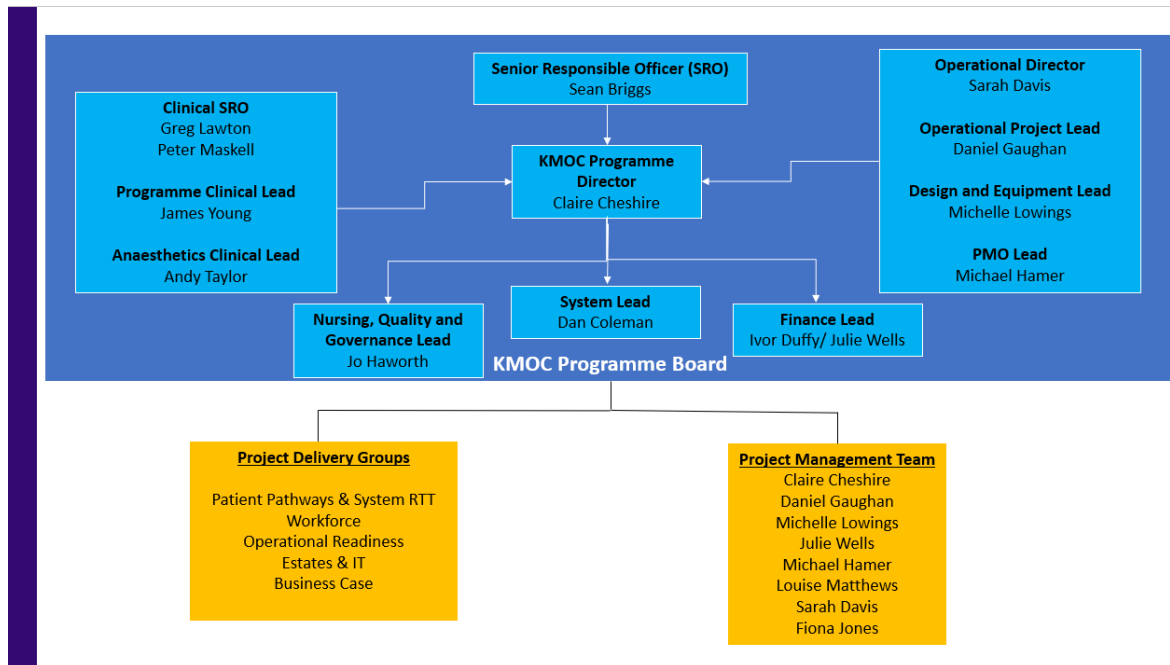 Senior Responsible Officer (SRO)
Sean Briggs
Clinical SRO
Greg Lawton
Peter Maskell
Programme Clinical Lead
James Young
Anaesthetics Clinical Lead
Andy Taylor
KMOC Programme
Director
Claire Cheshire
Operational Director
Sarah Davis
Operational Project Lead
Daniel Gaughan
Design and Equipment Lead
Michelle Lowings
PMO Lead
Michael Hamer
Nursing, Quality and
Governance Lead
Jo Haworth
System Lead
Dan Coleman
Finance Lead
Ivor Duffy/ Julie Wells
KMOC Programme Board
Project Delivery Groups
Patient Pathways & System RTT
Workforce
Operational Readiness
Estates & IT
Business Case
Project Management Team
Claire Cheshire
Daniel Gaughan
Michelle Lowings
Julie Wells
Michael Hamer
Louise Matthews
Sarah Davis
Fiona Jones